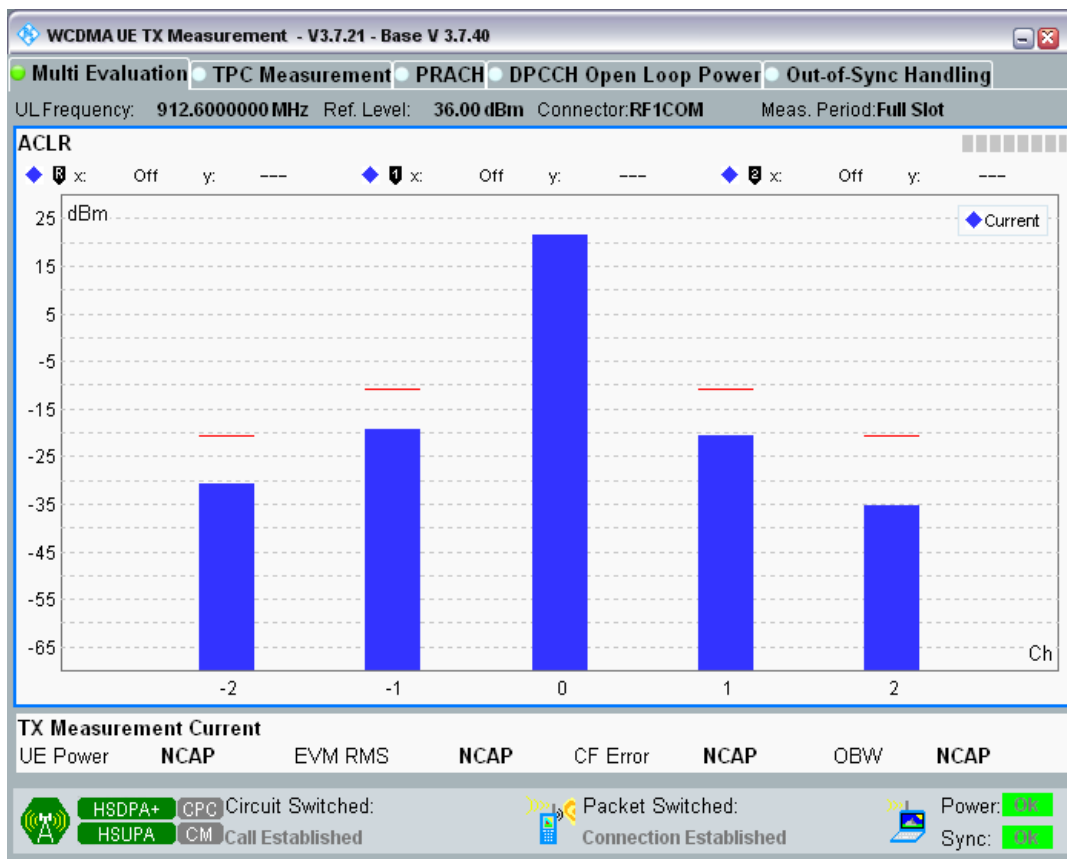 WCDMA UE TX Measurement - V3.7.21 - Base V 3.7.40
Multi Evaluation TPC Measurement PRACH DPCCH Open Loop Power Out-of-Sync Handling
UL Frequency: 912.6000000 MHz Ref. Level: 36.00 dBm Connector:RF1COM Meas. Period:Full Slot
ACLR
R x: Off y: --- 1 x: Off y: --- 2 x: Off y: ---
dBm
Current
25
15
5
-5
-15
-25
-35
-45
-55
-65
Ch
-2 -1 0 1 2
TX Measurement Current
UE Power NCAP EVM RMS NCAP CF Error NCAP OBW NCAP
HSDPA+ CPC Circuit Switched: Packet Switched: Power: OK
HSUPA CM Call Established Connection Established Sync: OK